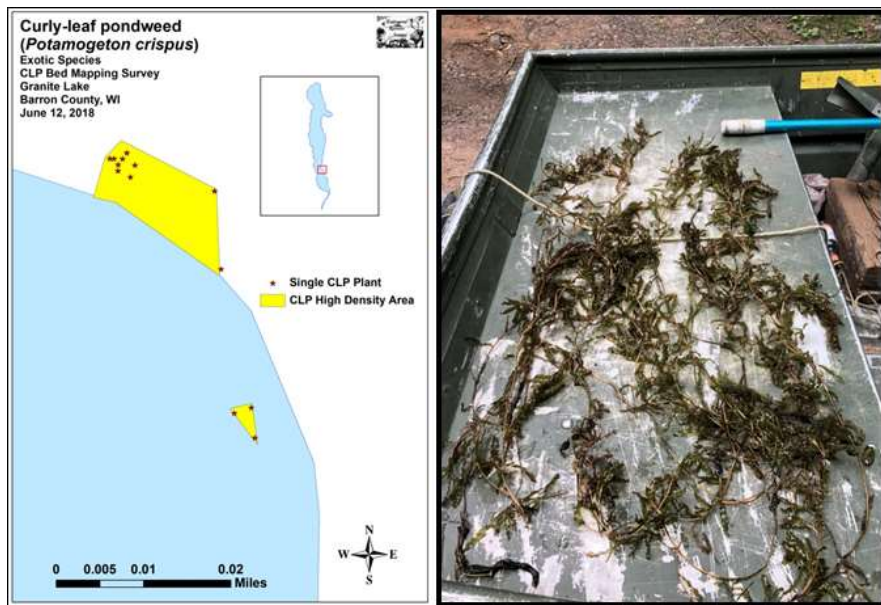 Curly-leaf pondweed
(Potamogeton crispus)
Exotic Species
CLP Bed Mapping Survey
Granite Lake
Barron County, WI
June 12, 2018
Single CLP Plant
CLP High Density Area
N
W E
S
0 0.005 0.01 0.02
Miles